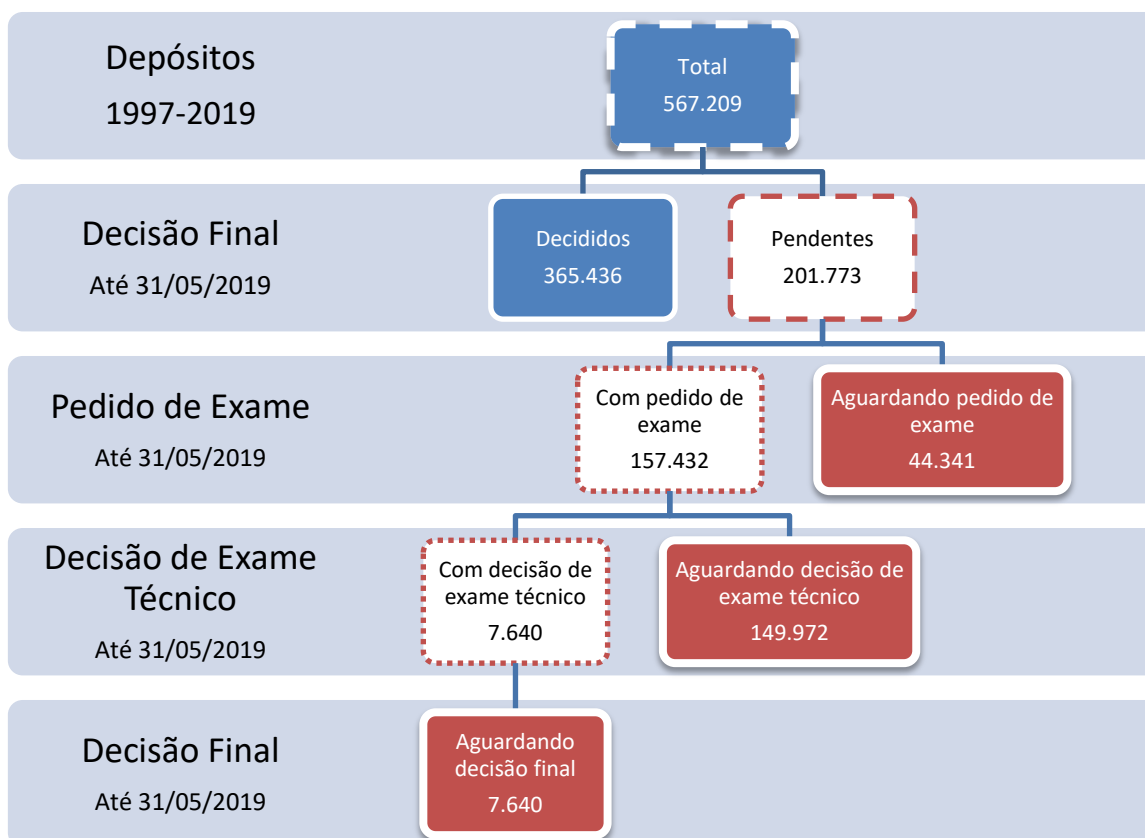 Depósitos
1997-2019
Total
567.209
Decisão Final
Até 31/05/2019
Decididos
365.436
Pendentes
201.773
Pedido de Exame
Até 31/05/2019
Com pedido de
exame
157.432
Aguardando pedido de
exame
44.341
Decisão de Exame
Técnico
Até 31/05/2019
Com decisão de
exame técnico
7.640
Aguardando decisão de
exame técnico
149.972
Decisão Final
Até 31/05/2019
Aguardando
decisão final
7.640